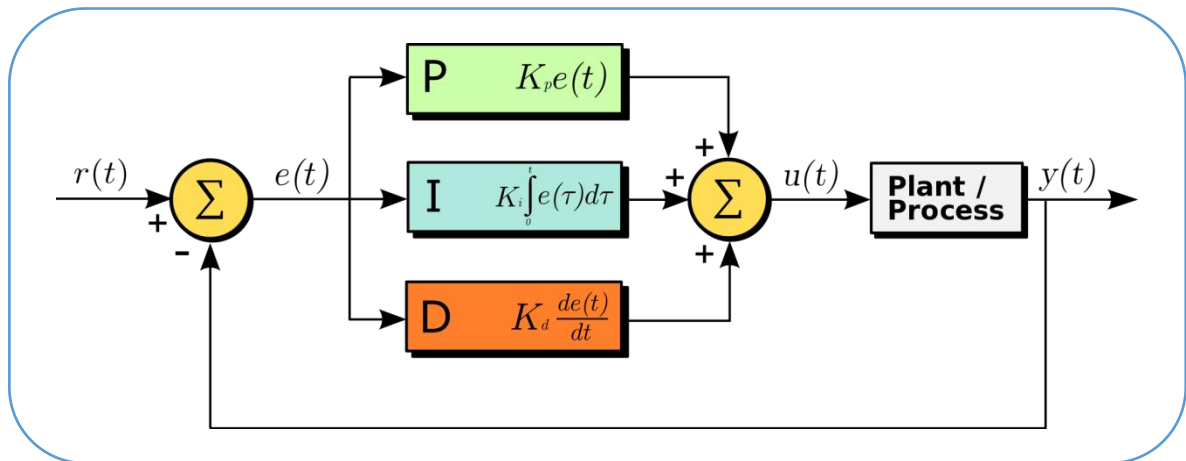 P K_p e(t)
r(t)
+
-
Σ
e(t)
I K_i ∫_0^t e(τ)dτ
+
+
+
Σ
u(t)
Plant /
Process
y(t)
D K_d de(t)/dt